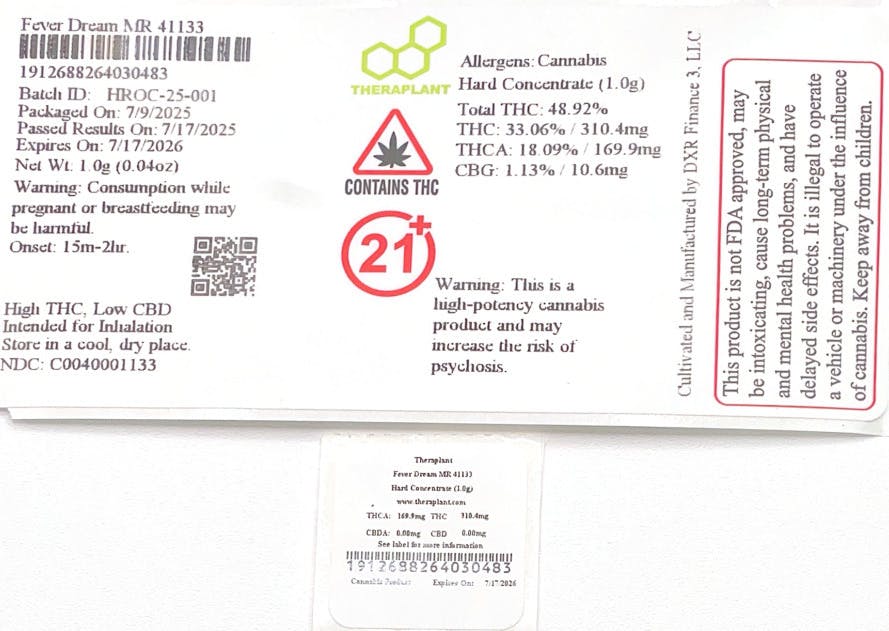 Fever Dream MR 41133
1912688264030483
Batch ID: HROC-25-001
Packaged On: 7/9/2025
Passed Results On: 7/17/2025
Expires On: 7/17/2026
Net Wt: 1.0g (0.04oz)
Warning: Consumption while
pregnant or breastfeeding may
be harmful.
Onset: 15m-2hr.
High THC, Low CBD
Intended for Inhalation
Store in a cool, dry place.
NDC: C0040001133
THERAPLANT
CONTAINS THC
21+
Allergens: Cannabis
Hard Concentrate (1.0g)
Total THC: 48.92%
THC: 33.06% / 310.4mg
THCA: 18.09% / 169.9mg
CBG: 1.13% / 10.6mg
Warning: This is a
high-potency cannabis
product and may
increase the risk of
psychosis.
Cultivated and Manufactured by DXR Finance 3, LLC
This product is not FDA approved, may
be intoxicating, cause long-term physical
and mental health problems, and have
delayed side effects. It is illegal to operate
a vehicle or machinery under the influence
of cannabis. Keep away from children.
Theraplant
Fever Dream MR 41133
Hard Concentrate (1.0g)
www.theraplant.com
THCA: 169.9mg THC 310.4mg
CBDA: 0.00mg CBD 0.00mg
See label for more information
1912688264030483
Cannabis Product Expires On: 7/17/2026